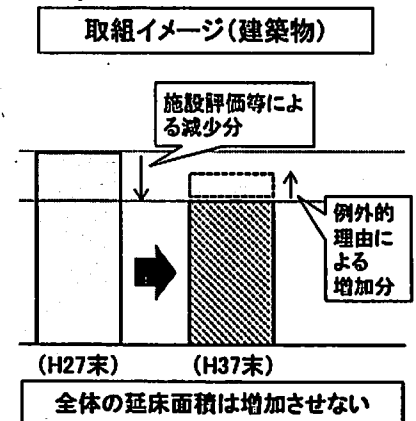 取組イメージ(建築物)
施設評価等によ
る減少分
例外的
理由に
よる
増加分
(H27末)
(H37末)
全体の延床面積は増加させない